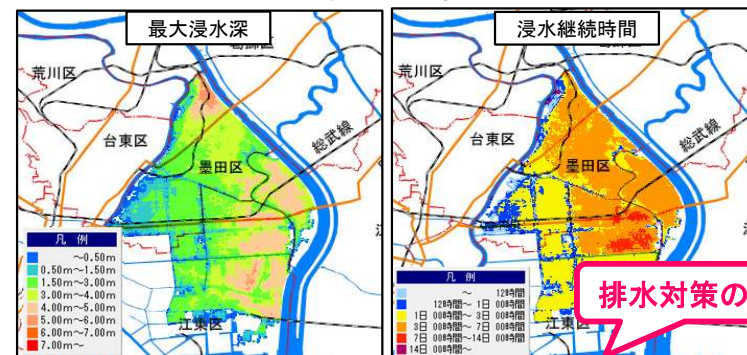 最大浸水深
荒川区
台東区
墨田区
総武線
江東区
凡 例
～0.50m
0.50m～1.50m
1.50m～3.00m
3.00m～4.00m
4.00m～5.00m
5.00m～6.00m
6.00m～7.00m
7.00m～
浸水継続時間
荒川区
台東区
墨田区
総武線
江東区
凡 例
～ 12時間
12時間～ 1日 00時間
1日 00時間～ 3日 00時間
3日 00時間～ 7日 00時間
7日 00時間～14日 00時間
14日 00時間～
排水対策の